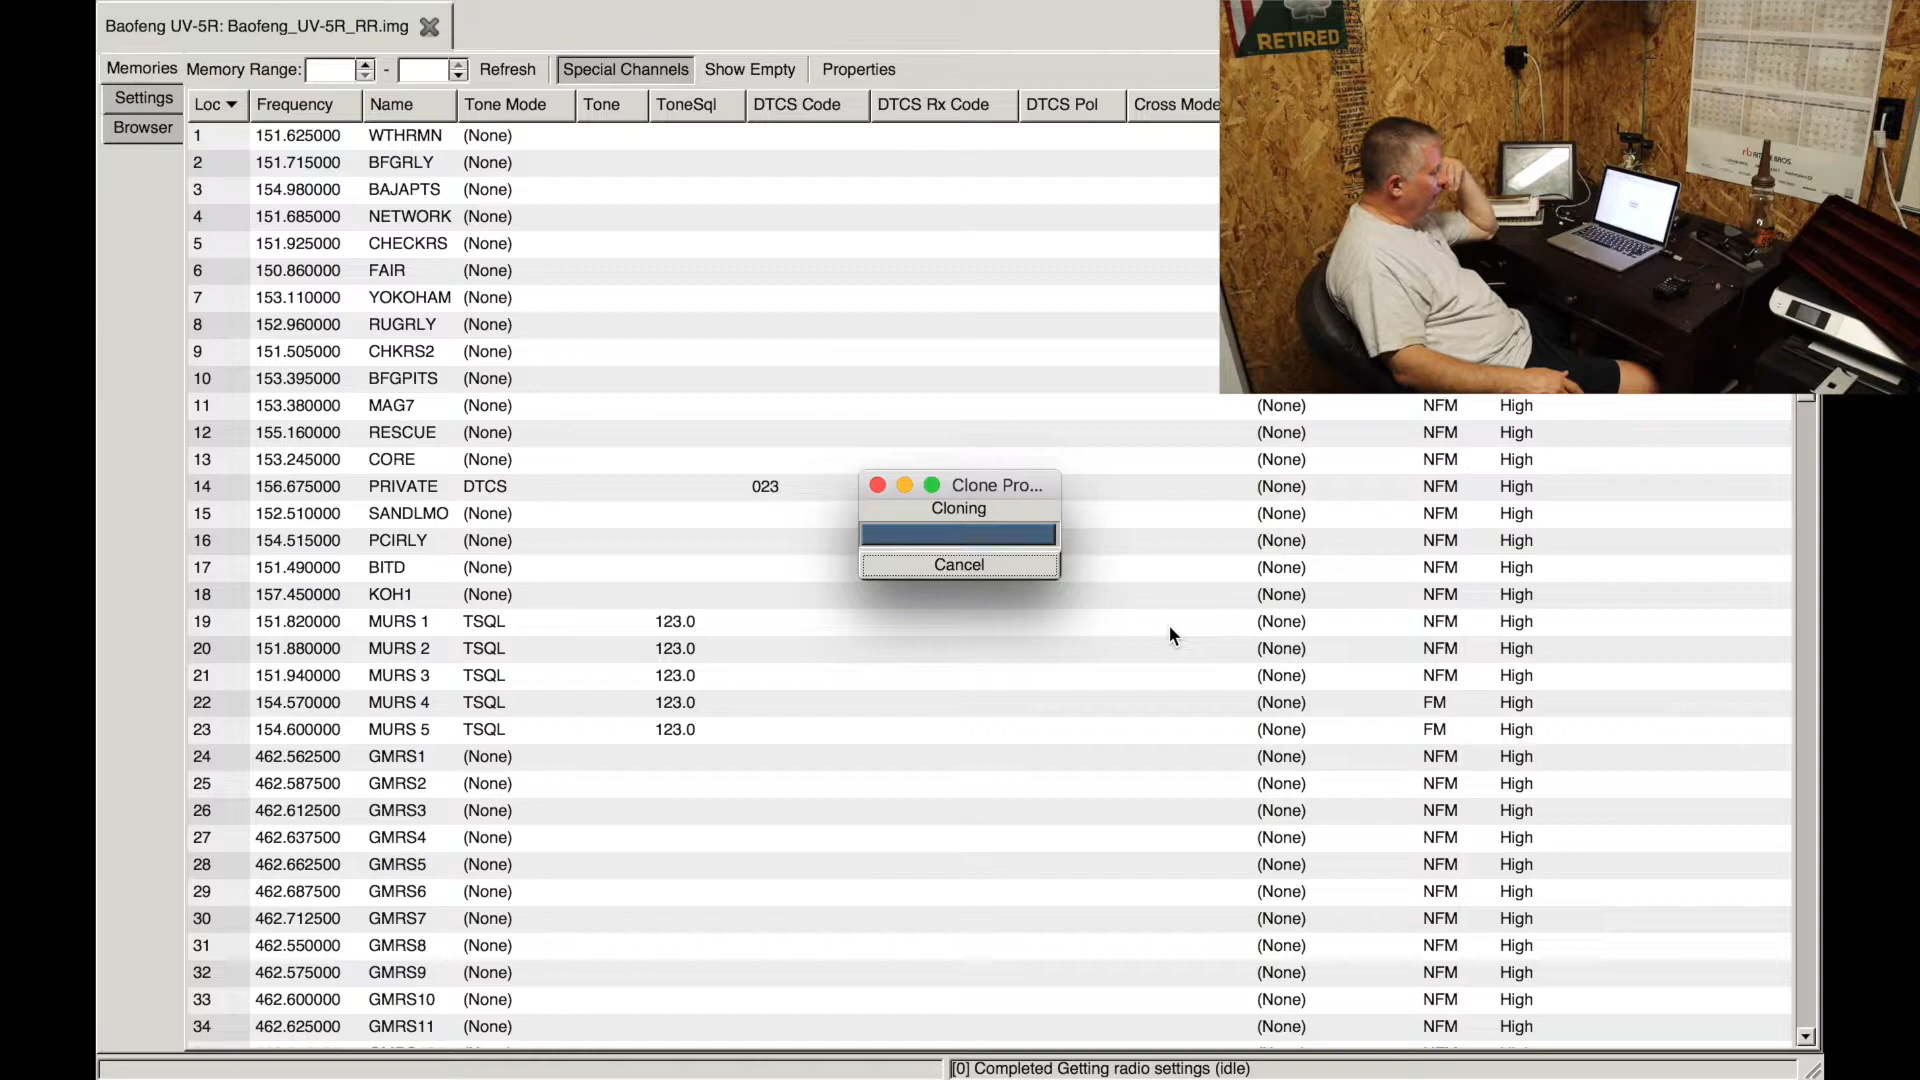 Baofeng UV-5R: Baofeng_UV-5R_RR.img
RETIRED
Memories Memory Range: - Refresh Special Channels Show Empty Properties
Settings
Browser
Loc Frequency Name Tone Mode Tone ToneSql DTCS Code DTCS Rx Code DTCS Pol Cross Mode
1 151.625000 WTHRMN (None)
2 151.715000 BFGRLY (None)
3 154.980000 BAJAPTS (None)
4 151.685000 NETWORK (None)
5 151.925000 CHECKRS (None)
6 150.860000 FAIR (None)
7 153.110000 YOKOHAM (None)
8 152.960000 RUGRLY (None)
9 151.505000 CHKRS2 (None)
10 153.395000 BFGPITS (None)
11 153.380000 MAG7 (None) (None) NFM High
12 155.160000 RESCUE (None) (None) NFM High
13 153.245000 CORE (None) (None) NFM High
14 156.675000 PRIVATE DTCS 023 (None) NFM High
15 152.510000 SANDLMO (None) (None) NFM High
16 154.515000 PCIRLY (None) (None) NFM High
17 151.490000 BITD (None) (None) NFM High
18 157.450000 KOH1 (None) (None) NFM High
19 151.820000 MURS 1 TSQL 123.0 (None) NFM High
20 151.880000 MURS 2 TSQL 123.0 (None) NFM High
21 151.940000 MURS 3 TSQL 123.0 (None) NFM High
22 154.570000 MURS 4 TSQL 123.0 (None) FM High
23 154.600000 MURS 5 TSQL 123.0 (None) FM High
24 462.562500 GMRS1 (None) (None) NFM High
25 462.587500 GMRS2 (None) (None) NFM High
26 462.612500 GMRS3 (None) (None) NFM High
27 462.637500 GMRS4 (None) (None) NFM High
28 462.662500 GMRS5 (None) (None) NFM High
29 462.687500 GMRS6 (None) (None) NFM High
30 462.712500 GMRS7 (None) (None) NFM High
31 462.550000 GMRS8 (None) (None) NFM High
32 462.575000 GMRS9 (None) (None) NFM High
33 462.600000 GMRS10 (None) (None) NFM High
34 462.625000 GMRS11 (None) (None) NFM High
Clone Pro...
Cloning
Cancel
[0] Completed Getting radio settings (idle)